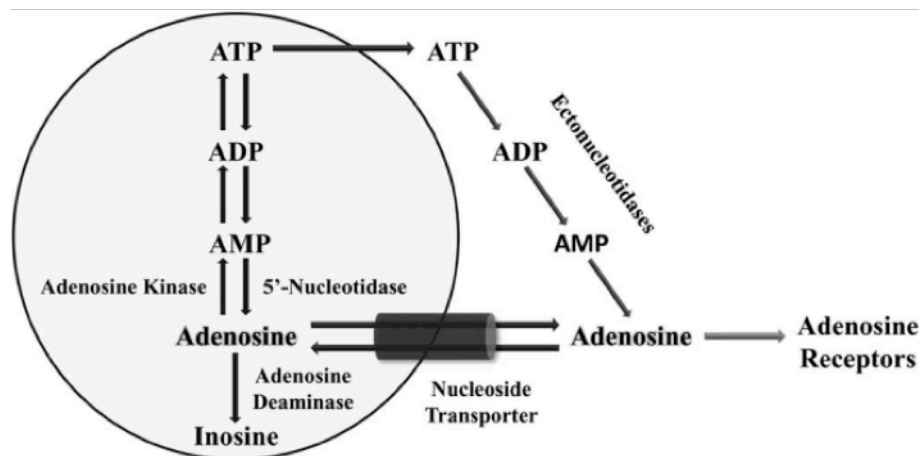 ATP
ATP
ADP
ADP
Ectonucleotidases
AMP
AMP
Adenosine Kinase
5'-Nucleotidase
Adenosine
Adenosine
Adenosine
Receptors
Adenosine
Deaminase
Nucleoside
Transporter
Inosine